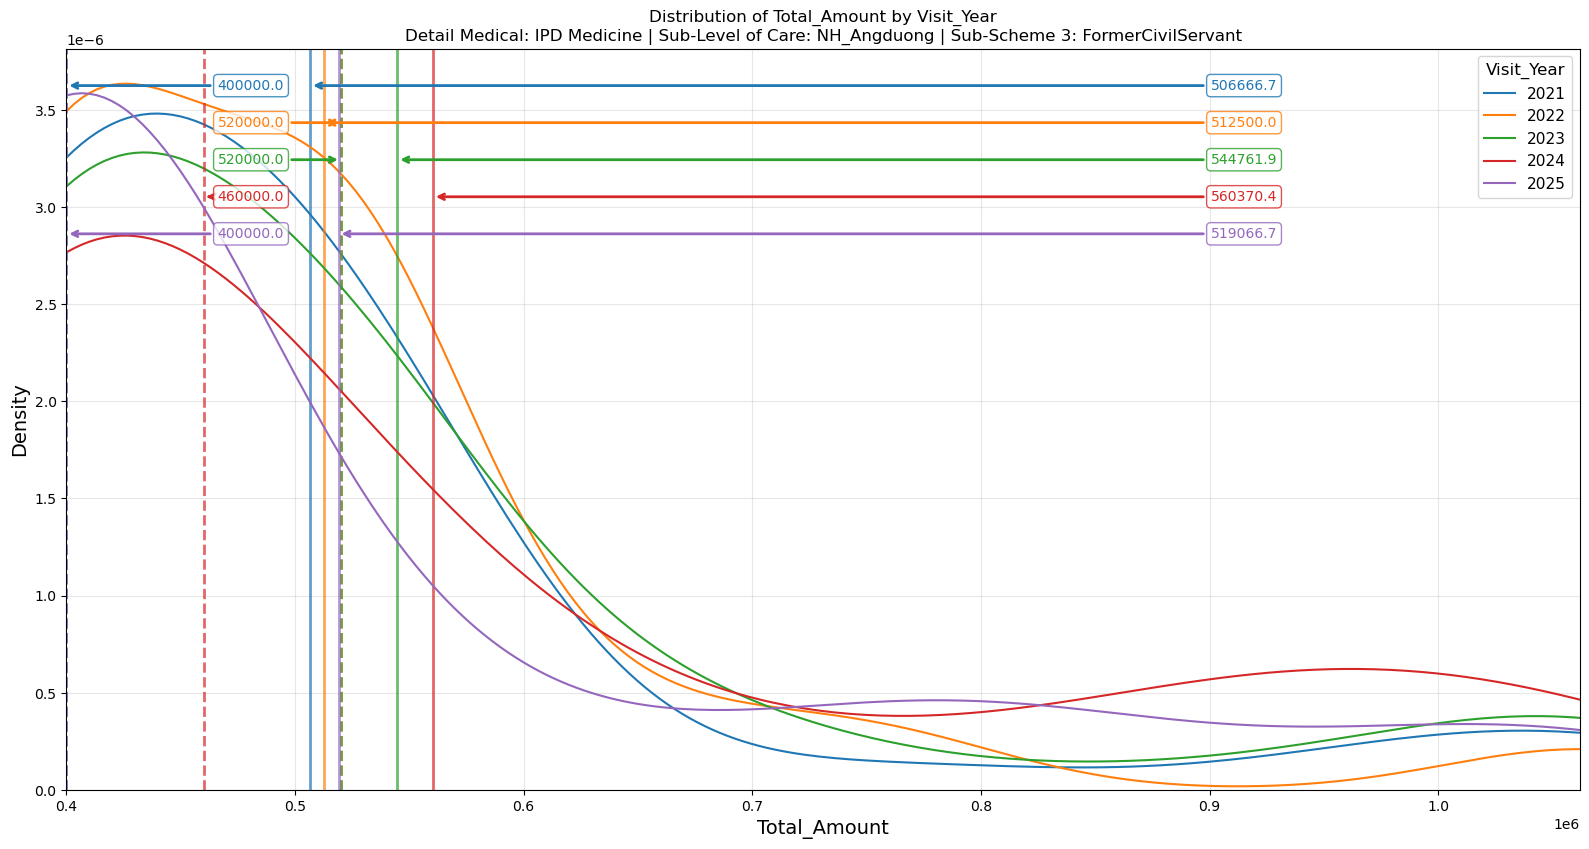 Distribution of Total_Amount by Visit_Year
Detail Medical: IPD Medicine | Sub-Level of Care: NH_Angduong | Sub-Scheme 3: FormerCivilServant
1e−6
Visit_Year
2021
2022
2023
2024
2025
400000.0 506666.7
520000.0 512500.0
520000.0 544761.9
460000.0 560370.4
400000.0 519066.7
3.5
3.0
2.5
2.0
1.5
1.0
0.5
0.0
Density
0.4 0.5 0.6 0.7 0.8 0.9 1.0
1e6
Total_Amount